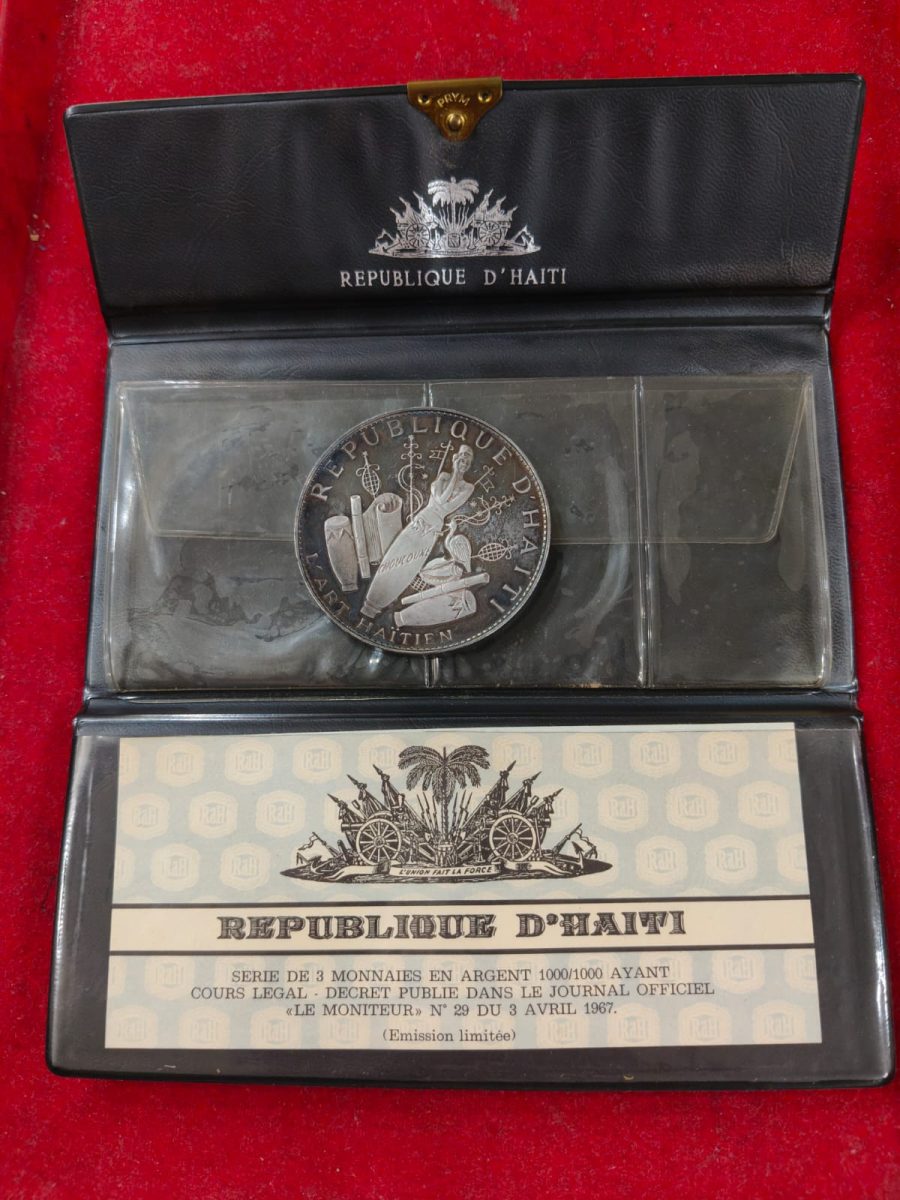 PRYM
REPUBLIQUE D'HAITI
REPUBLIQUE D'HAITI
L'ART HAÏTIEN
RdH
L'UNION FAIT LA FORCE
REPUBLIQUE D'HAITI
SERIE DE 3 MONNAIES EN ARGENT 1000/1000 AYANT
COURS LEGAL - DECRET PUBLIE DANS LE JOURNAL OFFICIEL
«LE MONITEUR» N° 29 DU 3 AVRIL 1967.
(Emission limitée)